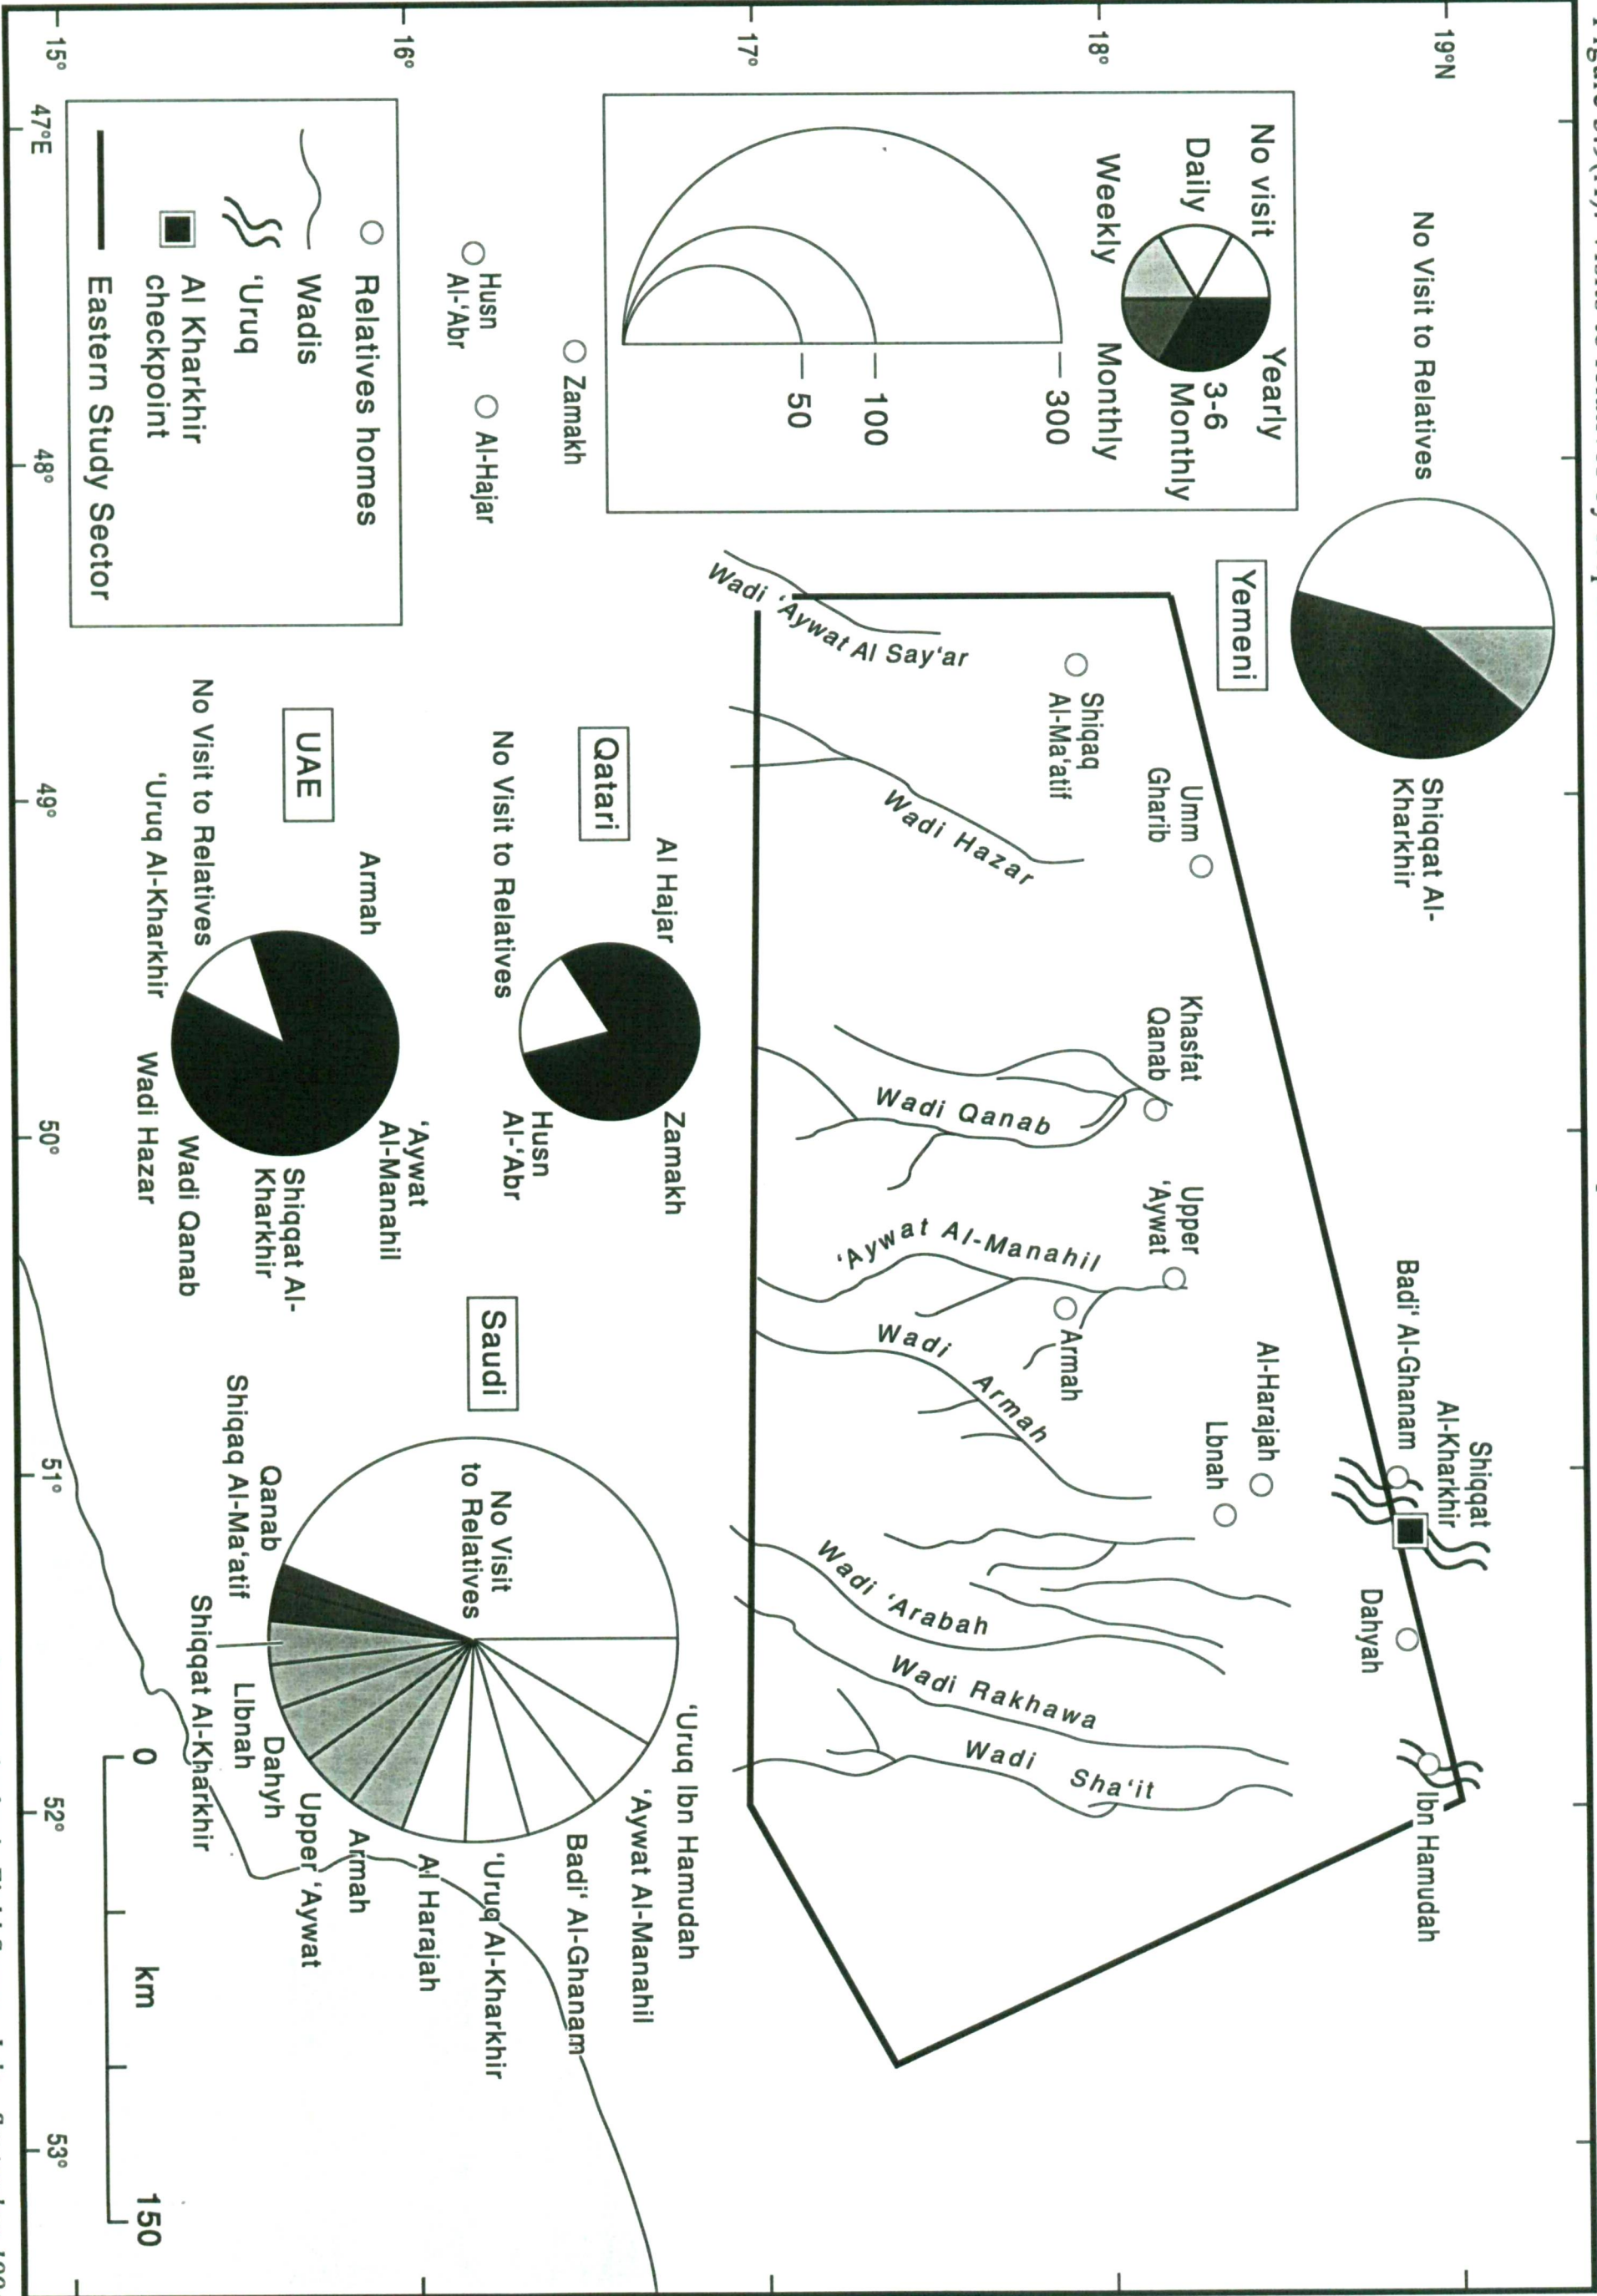 No Visit to Relatives
Shiqqat Al-
Kharkhir
Yemeni
No visit
Yearly
Daily
3-6
Monthly
Weekly
Monthly
300
100
50
Shiqqat
Al-Kharkhir
Badi‘ Al-Ghanam
Dahyah
Ibn Hamudah
Al-Harajah
Lbnah
Umm
Gharib
Khasfat
Qanab
Upper
‘Aywat
Shiqaq
Al-Ma‘atif
Armah
Wadi ‘Aywat Al Say‘ar
Wadi Hazar
Wadi Qanab
‘Aywat Al-Manahil
Wadi Armah
Wadi ‘Arabah
Wadi Rakhawa
Wadi Sha‘it
Zamakh
Husn
Al-‘Abr
Al-Hajar
Qatari
Al Hajar
Zamakh
No Visit to Relatives
Husn
Al-‘Abr
UAE
Armah
‘Aywat
Al-Manahil
Shiqqat Al-
Kharkhir
No Visit to Relatives
Wadi Qanab
‘Uruq Al-Kharkhir
Wadi Hazar
Saudi
No Visit
to Relatives
‘Uruq Ibn Hamudah
‘Aywat Al-Manahil
Badi‘ Al-Ghanam
‘Uruq Al-Kharkhir
Al Harajah
Armah
Upper ‘Aywat
Dahyh
Llbnah
Shiqqat Al-Kharkhir
Qanab
Shiqaq Al-Ma‘atif
Relatives homes
Wadis
‘Uruq
Al Kharkhir
checkpoint
Eastern Study Sector
0
km
150
19°N
18°
17°
16°
15°
47°E
48°
49°
50°
51°
52°
53°